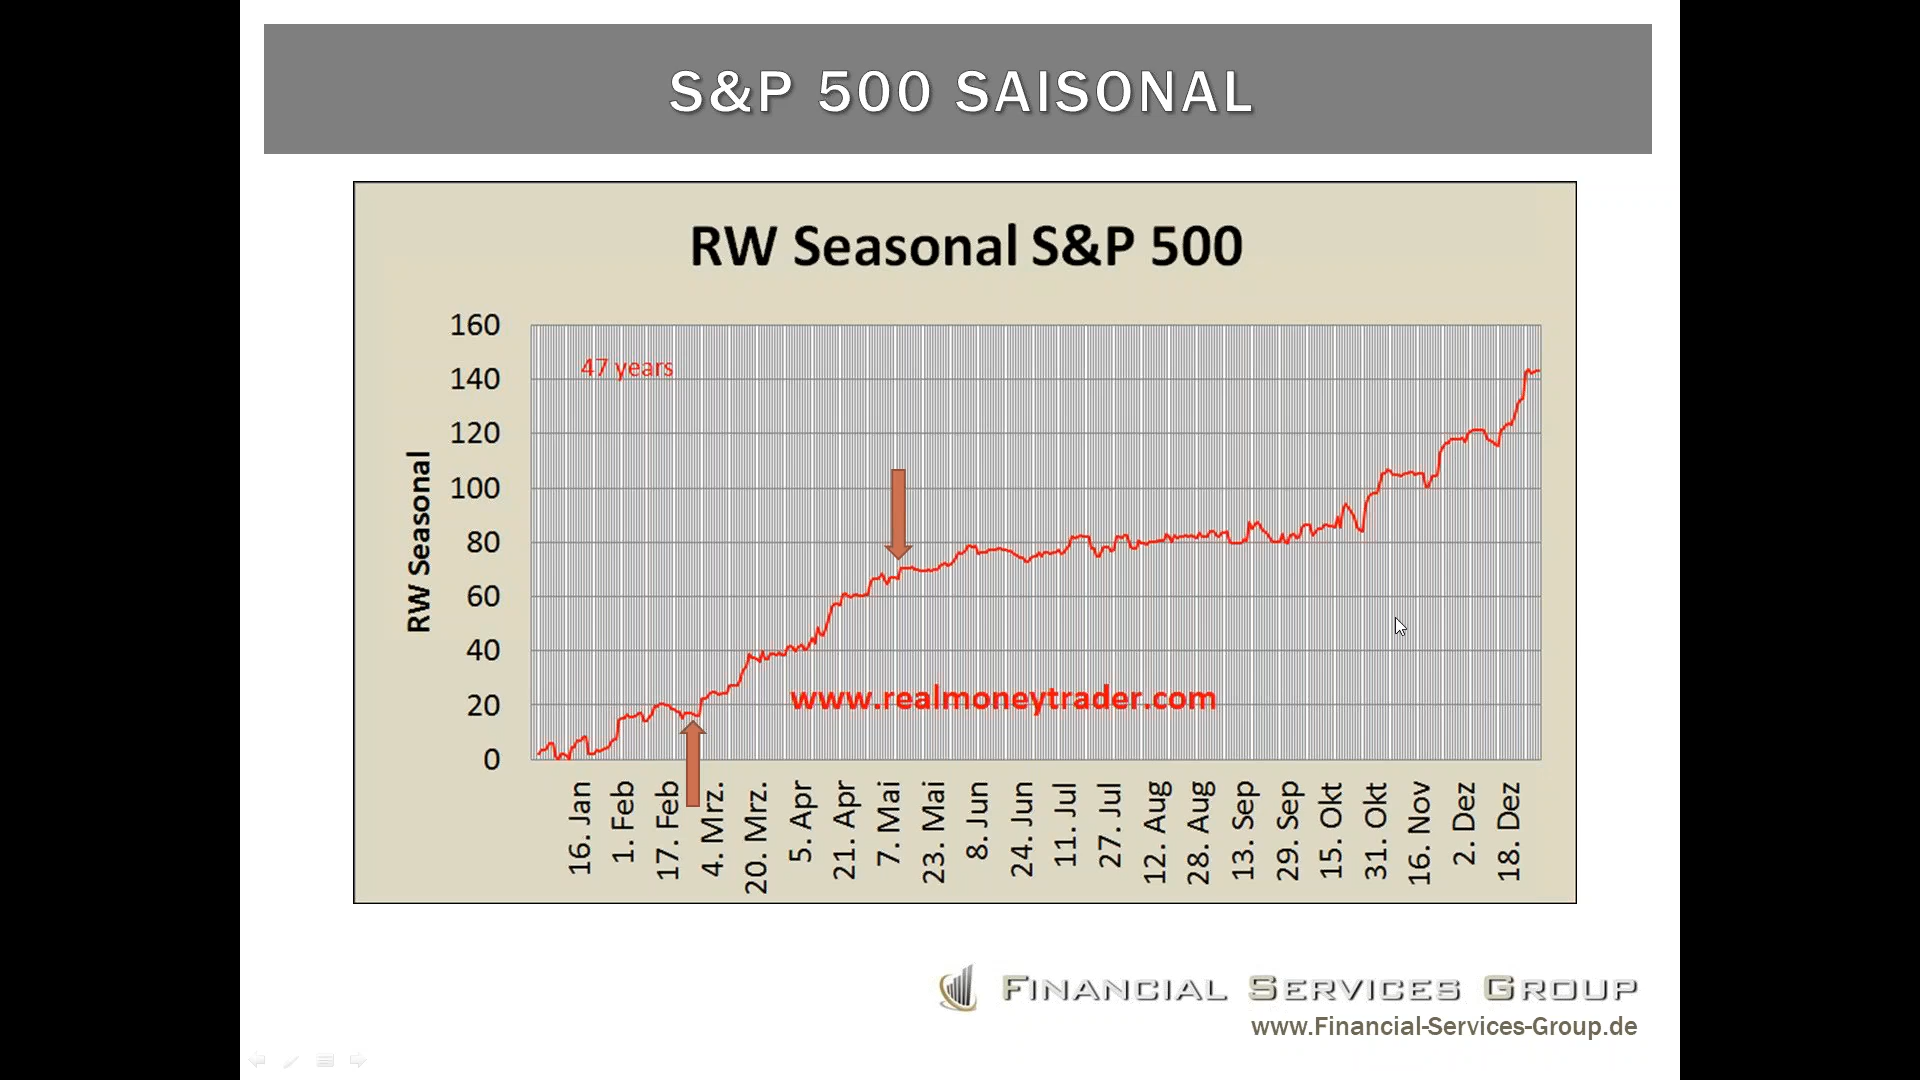 S&P 500 SAISONAL
RW Seasonal S&P 500
RW Seasonal
160
140
120
100
80
60
40
20
0
47 years
www.realmoneytrader.com
16. Jan
1. Feb
17. Feb
4. Mrz.
20. Mrz.
5. Apr
21. Apr
7. Mai
23. Mai
8. Jun
24. Jun
11. Jul
27. Jul
12. Aug
28. Aug
13. Sep
29. Sep
15. Okt
31. Okt
16. Nov
2. Dez
18. Dez
FINANCIAL SERVICES GROUP
www.Financial-Services-Group.de